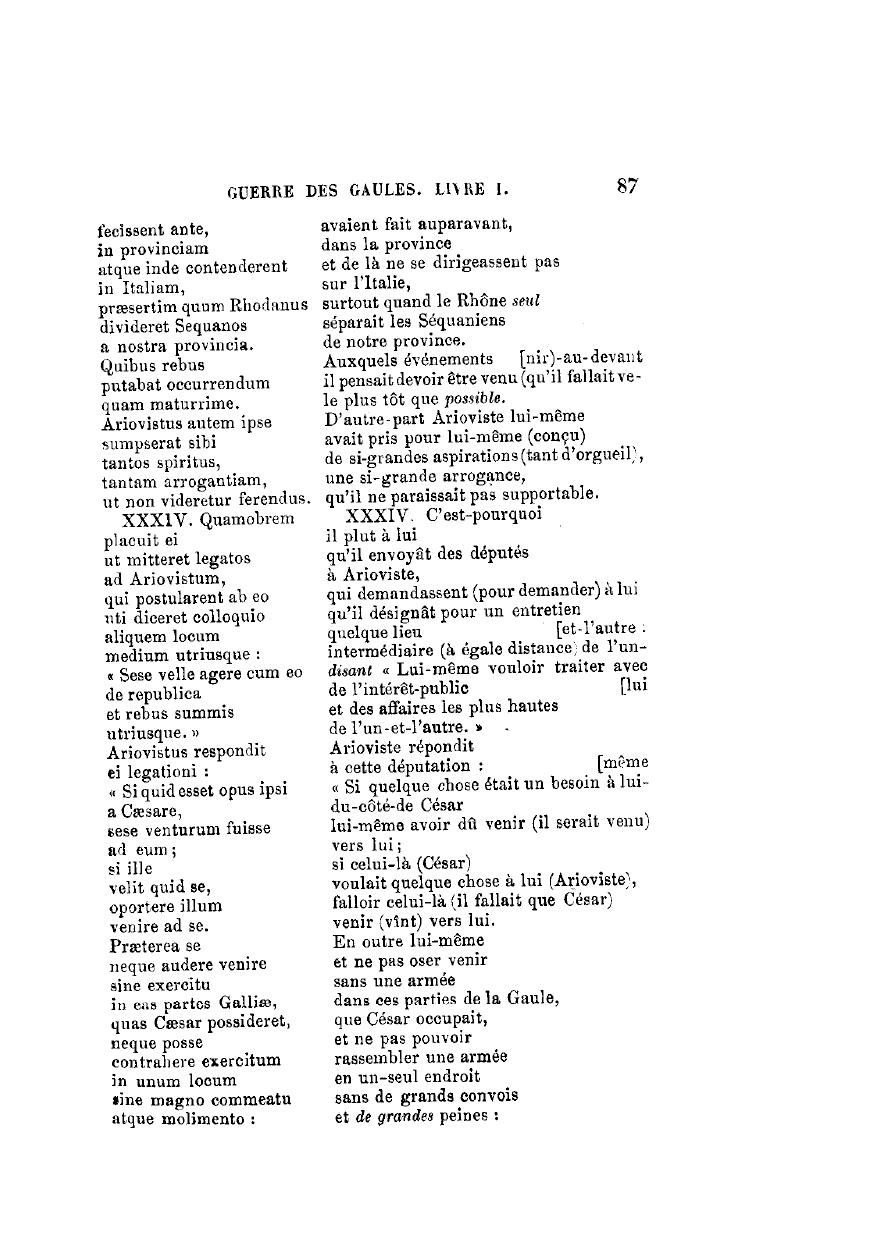 GUERRE DES GAULES. LIVRE I. 87
fecissent ante,
in provinciam
atque inde contenderent
in Italiam,
præsertim quum Rhodanus
divideret Sequanos
a nostra provincia.
Quibus rebus
putabat occurrendum
quam maturrime.
Ariovistus autem ipse
sumpserat sibi
tantos spiritus,
tantam arrogantiam,
ut non videretur ferendus.
XXXIV. Quamobrem
placuit ei
ut mitteret legatos
ad Ariovistum,
qui postularent ab eo
uti diceret colloquio
aliquem locum
medium utriusque :
« Sese velle agere cum eo
de republica
et rebus summis
utriusque. »
Ariovistus respondit
ei legationi :
« Si quid esset opus ipsi
a Cæsare,
sese venturum fuisse
ad eum ;
si ille
velit quid se,
oportere illum
venire ad se.
Præterea se
neque audere venire
sine exercitu
in eas partes Galliæ,
quas Cæsar possideret,
neque posse
contrahere exercitum
in unum locum
sine magno commeatu
atque molimento :
avaient fait auparavant,
dans la province
et de là ne se dirigeassent pas
sur l'Italie,
surtout quand le Rhône seul
séparait les Séquaniens
de notre province.
Auxquels événements [nir)-au-devant
il pensait devoir être venu (qu'il fallait ve-
le plus tôt que possible.
D'autre-part Arioviste lui-même
avait pris pour lui-même (conçu)
de si-grandes aspirations (tant d'orgueil),
une si-grande arrogance,
qu'il ne paraissait pas supportable.
XXXIV. C'est-pourquoi
il plut à lui
qu'il envoyât des députés
à Arioviste,
qui demandassent (pour demander) à lui
qu'il désignât pour un entretien
quelque lieu [et-l'autre :
intermédiaire (à égale distance) de l'un-
disant « Lui-même vouloir traiter avec
de l'intérêt-public [lui
et des affaires les plus hautes
de l'un-et-l'autre. »
Arioviste répondit
à cette députation : [même
« Si quelque chose était un besoin à lui-
du-côté-de César
lui-même avoir dû venir (il serait venu)
vers lui ;
si celui-là (César)
voulait quelque chose à lui (Arioviste),
falloir celui-là (il fallait que César)
venir (vînt) vers lui.
En outre lui-même
et ne pas oser venir
sans une armée
dans ces parties de la Gaule,
que César occupait,
et ne pas pouvoir
rassembler une armée
en un-seul endroit
sans de grands convois
et de grandes peines :